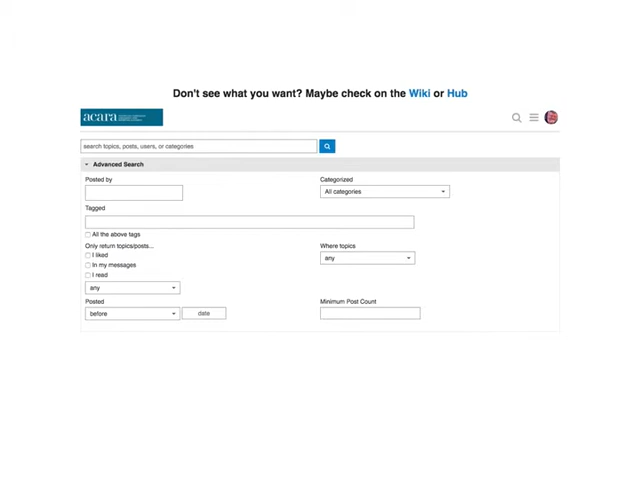 Don't see what you want? Maybe check on the Wiki or Hub
acara
search topics, posts, users, or categories
Advanced Search
Posted by
Categorized
All categories
Tagged
All the above tags
Only return topics/posts...
Where topics
I liked
any
In my messages
I read
any
Posted
Minimum Post Count
before
date